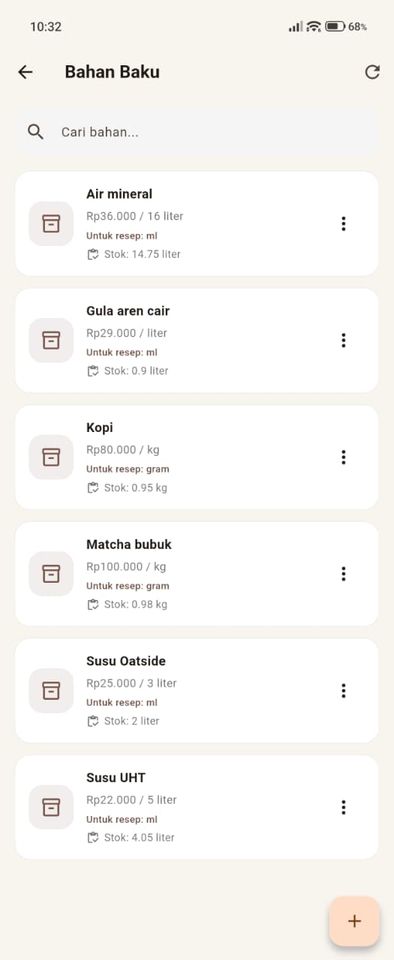 10:32
68%
Bahan Baku
Cari bahan...
Air mineral
Rp36.000 / 16 liter
Untuk resep: ml
Stok: 14.75 liter
Gula aren cair
Rp29.000 / liter
Untuk resep: ml
Stok: 0.9 liter
Kopi
Rp80.000 / kg
Untuk resep: gram
Stok: 0.95 kg
Matcha bubuk
Rp100.000 / kg
Untuk resep: gram
Stok: 0.98 kg
Susu Oatside
Rp25.000 / 3 liter
Untuk resep: ml
Stok: 2 liter
Susu UHT
Rp22.000 / 5 liter
Untuk resep: ml
Stok: 4.05 liter